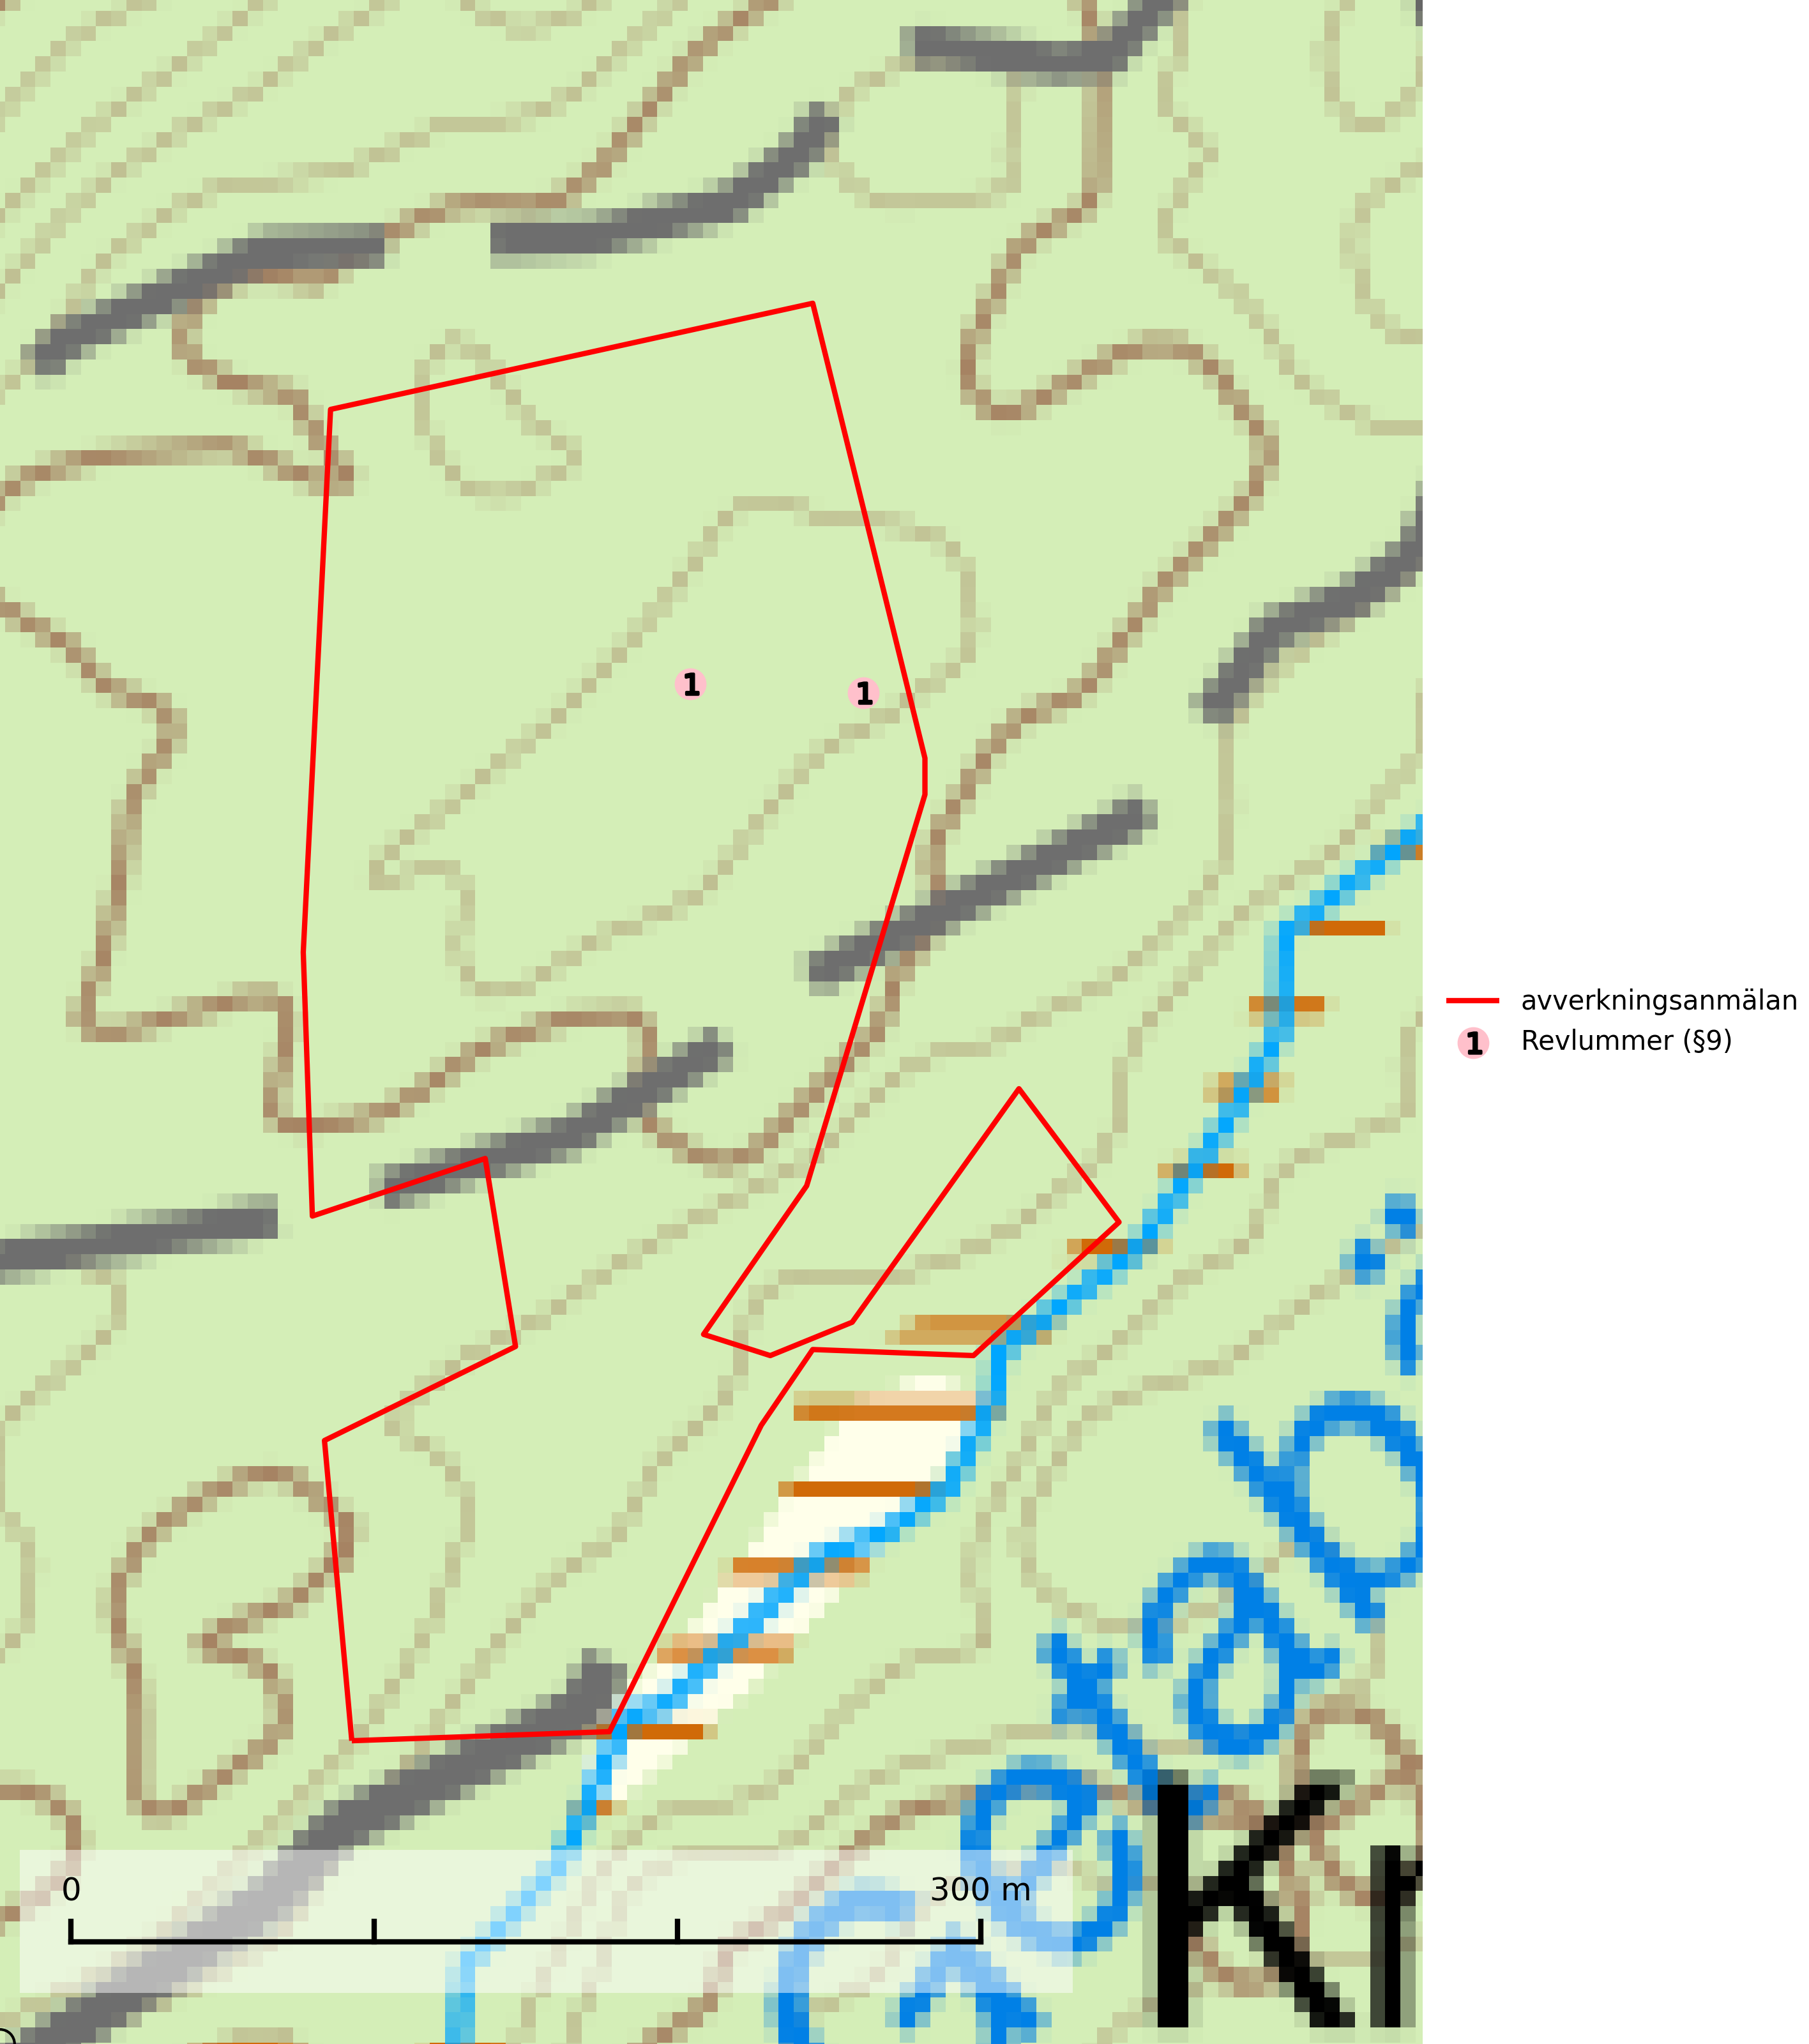 1
1
avverkningsanmälan
1 Revlummer (§9)
0 300 m